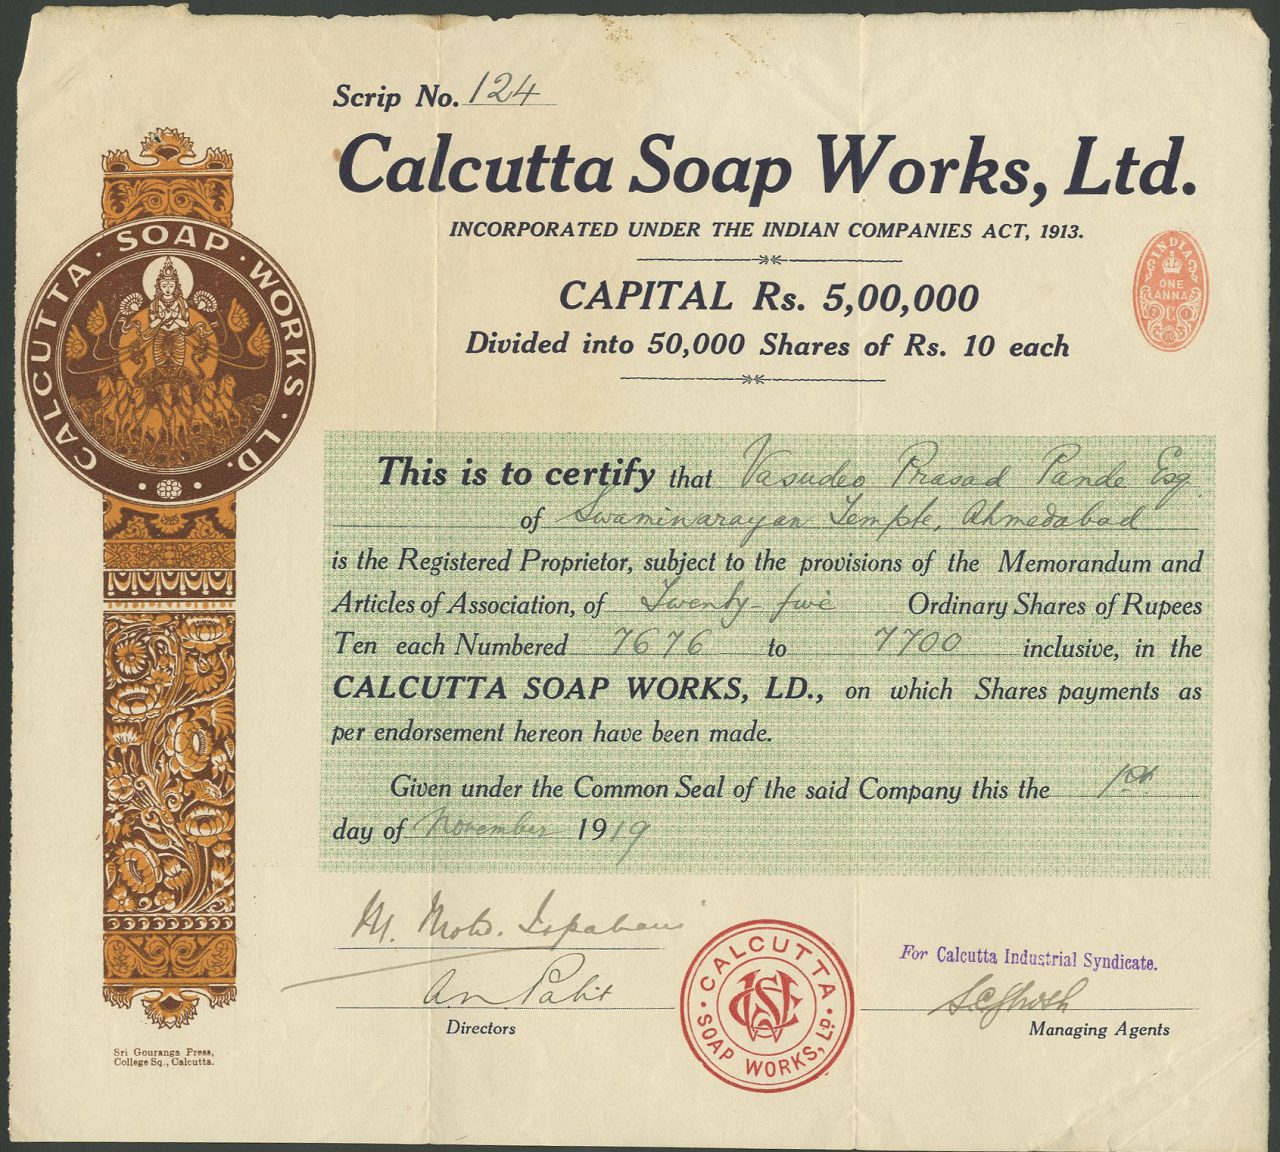 Scrip No. 124
Calcutta Soap Works, Ltd.
INCORPORATED UNDER THE INDIAN COMPANIES ACT, 1913.
CAPITAL Rs. 5,00,000
Divided into 50,000 Shares of Rs. 10 each
INDIA
ONE
ANNA
CALCUTTA · SOAP · WORKS · LD.
This is to certify that Vasudeo Prasad Pande Esq.
of Swaminarayan Temple, Ahmedabad
is the Registered Proprietor, subject to the provisions of the Memorandum and
Articles of Association, of Twenty-five Ordinary Shares of Rupees
Ten each Numbered 7676 to 7700 inclusive, in the
CALCUTTA SOAP WORKS, LD., on which Shares payments as
per endorsement hereon have been made.
Given under the Common Seal of the said Company this the 1st
day of November 1919
M. Mohd. Ispahani
Directors
CALCUTTA · SOAP WORKS, LD. ·
For Calcutta Industrial Syndicate.
S.C. Ghosh
Managing Agents
Sri Gouranga Press,
College Sq., Calcutta.